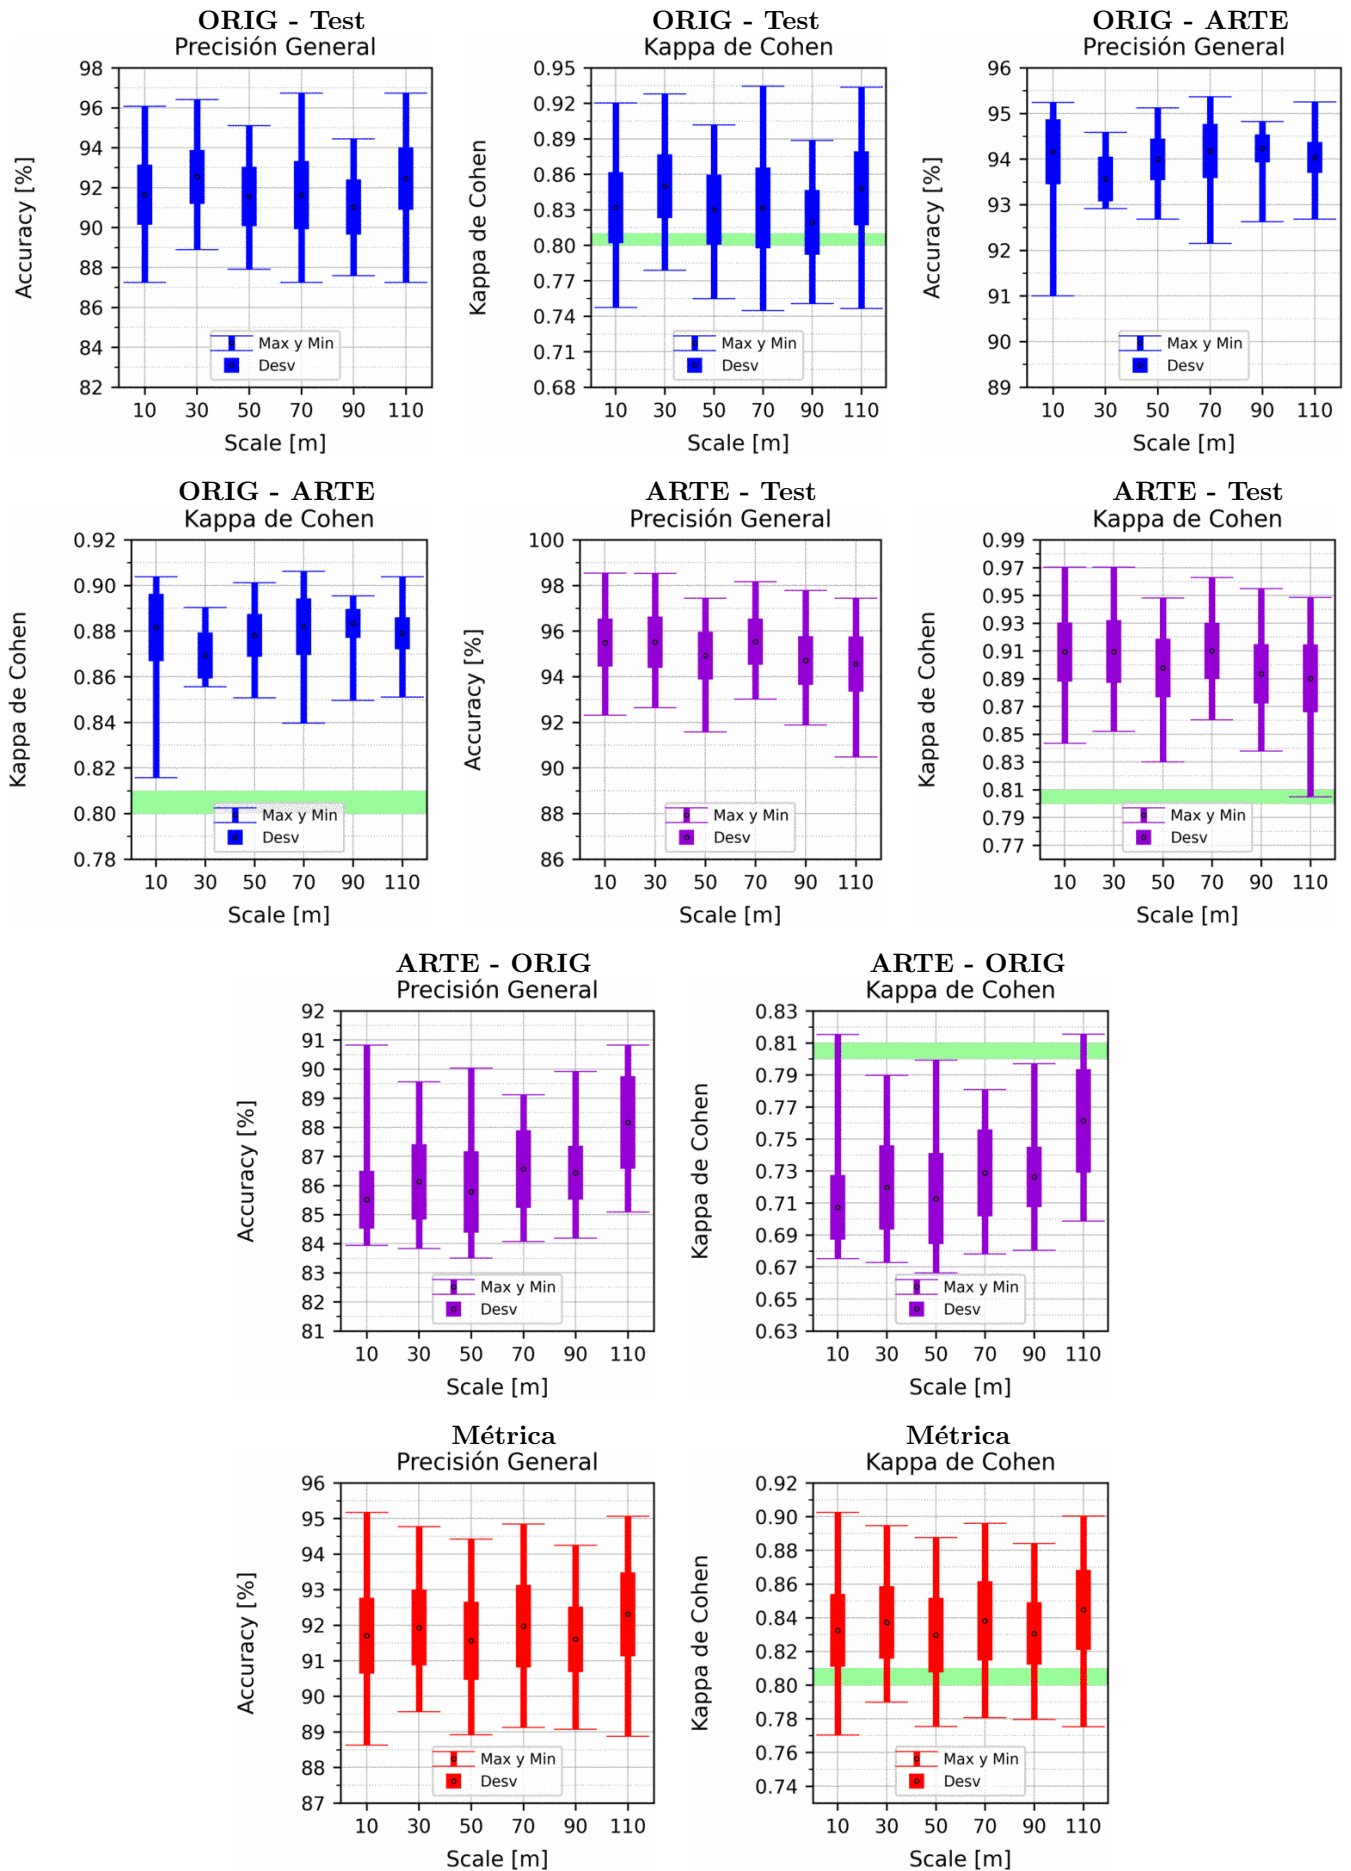 ORIG - Test
Precisión General
Accuracy [%]
98
96
94
92
90
88
86
84
82
Max y Min
Desv
10 30 50 70 90 110
Scale [m]
ORIG - Test
Kappa de Cohen
Kappa de Cohen
0.95
0.92
0.89
0.86
0.83
0.80
0.77
0.74
0.71
0.68
Max y Min
Desv
10 30 50 70 90 110
Scale [m]
ORIG - ARTE
Precisión General
Accuracy [%]
96
95
94
93
92
91
90
89
Max y Min
Desv
10 30 50 70 90 110
Scale [m]
ORIG - ARTE
Kappa de Cohen
Kappa de Cohen
0.92
0.90
0.88
0.86
0.84
0.82
0.80
0.78
Max y Min
Desv
10 30 50 70 90 110
Scale [m]
ARTE - Test
Precisión General
Accuracy [%]
100
98
96
94
92
90
88
86
Max y Min
Desv
10 30 50 70 90 110
Scale [m]
ARTE - Test
Kappa de Cohen
Kappa de Cohen
0.99
0.97
0.95
0.93
0.91
0.89
0.87
0.85
0.83
0.81
0.79
0.77
Max y Min
Desv
10 30 50 70 90 110
Scale [m]
ARTE - ORIG
Precisión General
Accuracy [%]
92
91
90
89
88
87
86
85
84
83
82
81
Max y Min
Desv
10 30 50 70 90 110
Scale [m]
ARTE - ORIG
Kappa de Cohen
Kappa de Cohen
0.83
0.81
0.79
0.77
0.75
0.73
0.71
0.69
0.67
0.65
0.63
Max y Min
Desv
10 30 50 70 90 110
Scale [m]
Métrica
Precisión General
Accuracy [%]
96
95
94
93
92
91
90
89
88
87
Max y Min
Desv
10 30 50 70 90 110
Scale [m]
Métrica
Kappa de Cohen
Kappa de Cohen
0.92
0.90
0.88
0.86
0.84
0.82
0.80
0.78
0.76
0.74
Max y Min
Desv
10 30 50 70 90 110
Scale [m]